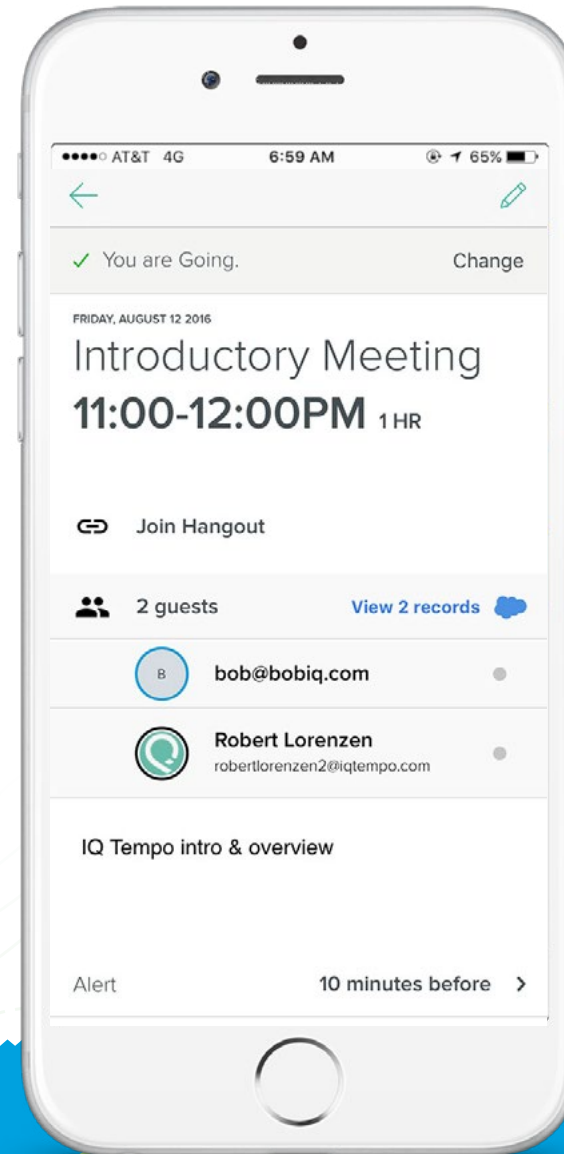 AT&T 4G 6:59 AM 65%
You are Going. Change
FRIDAY, AUGUST 12 2016
Introductory Meeting
11:00-12:00PM 1 HR
Join Hangout
2 guests View 2 records
B bob@bobiq.com
Robert Lorenzen
robertlorenzen2@iqtempo.com
IQ Tempo intro & overview
Alert 10 minutes before